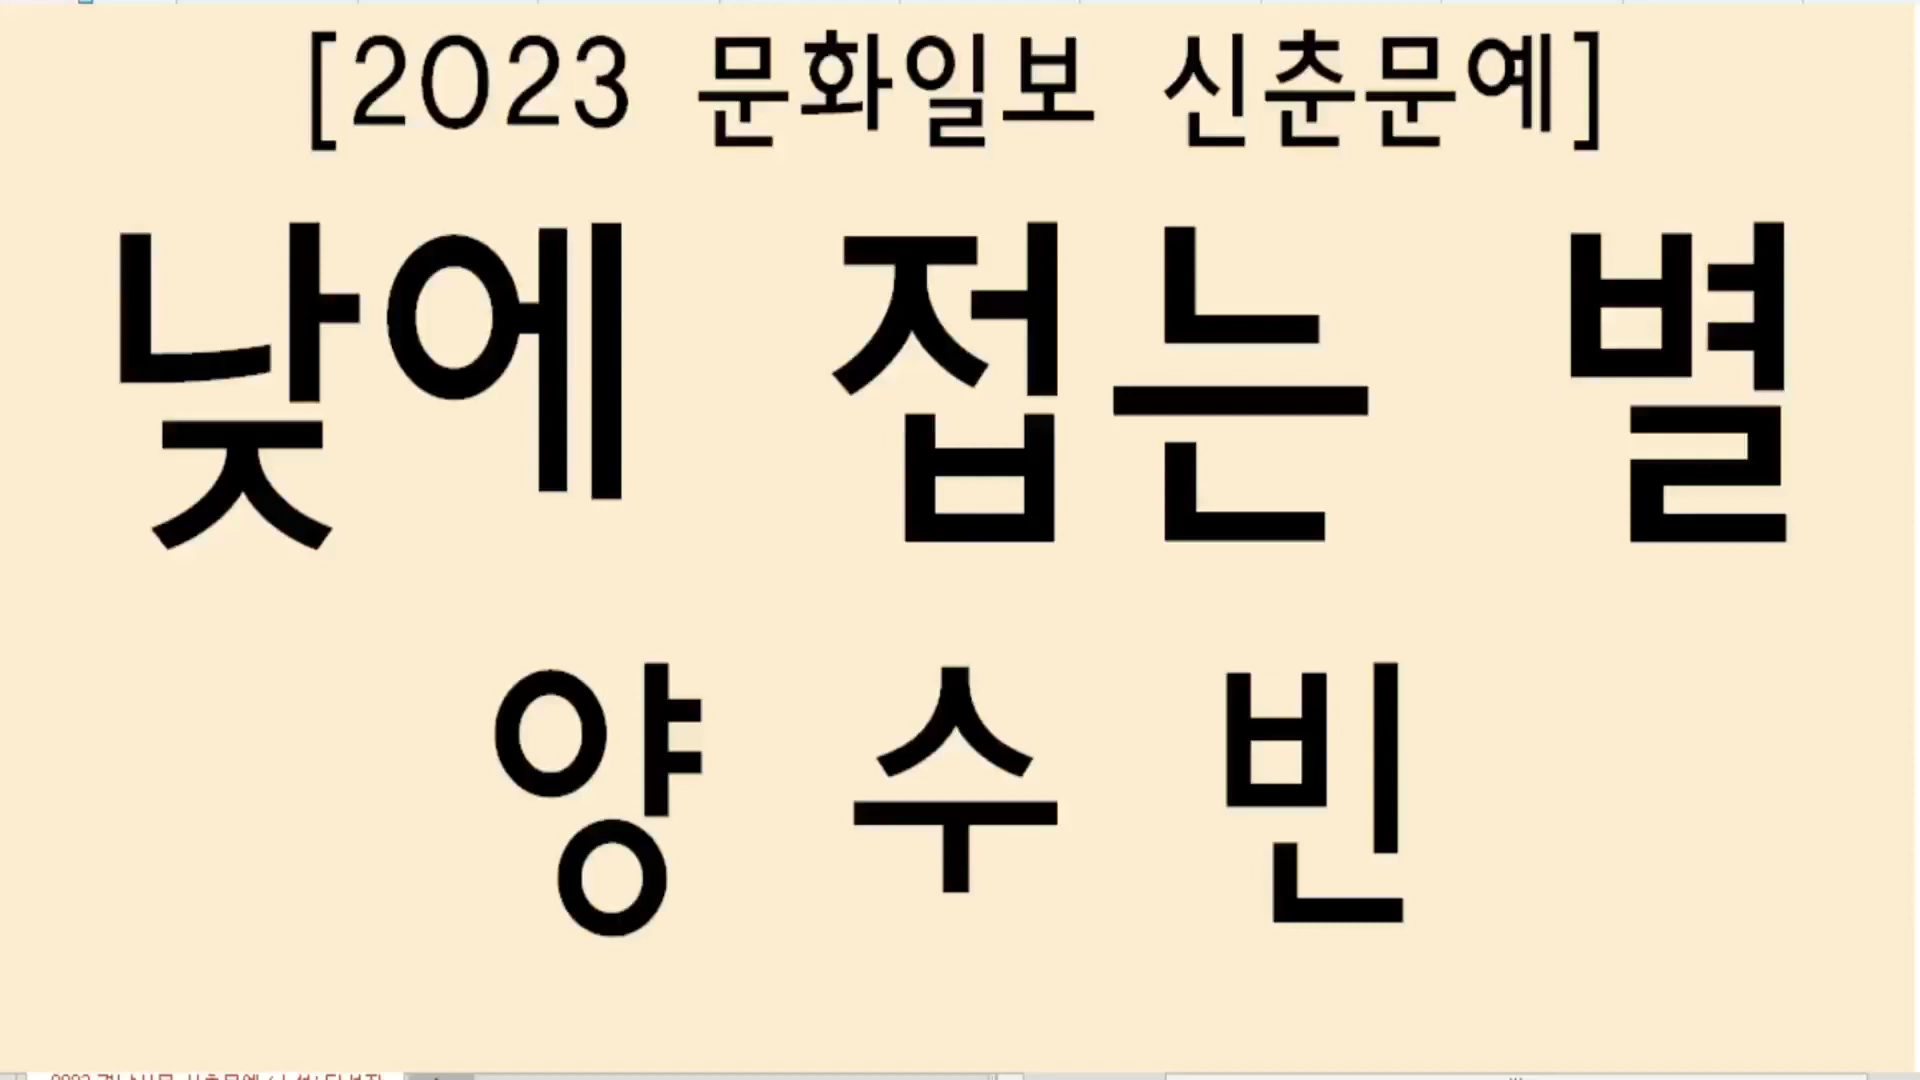 [2023 문화일보 신춘문예]
낮에 접는 별
양 수 빈